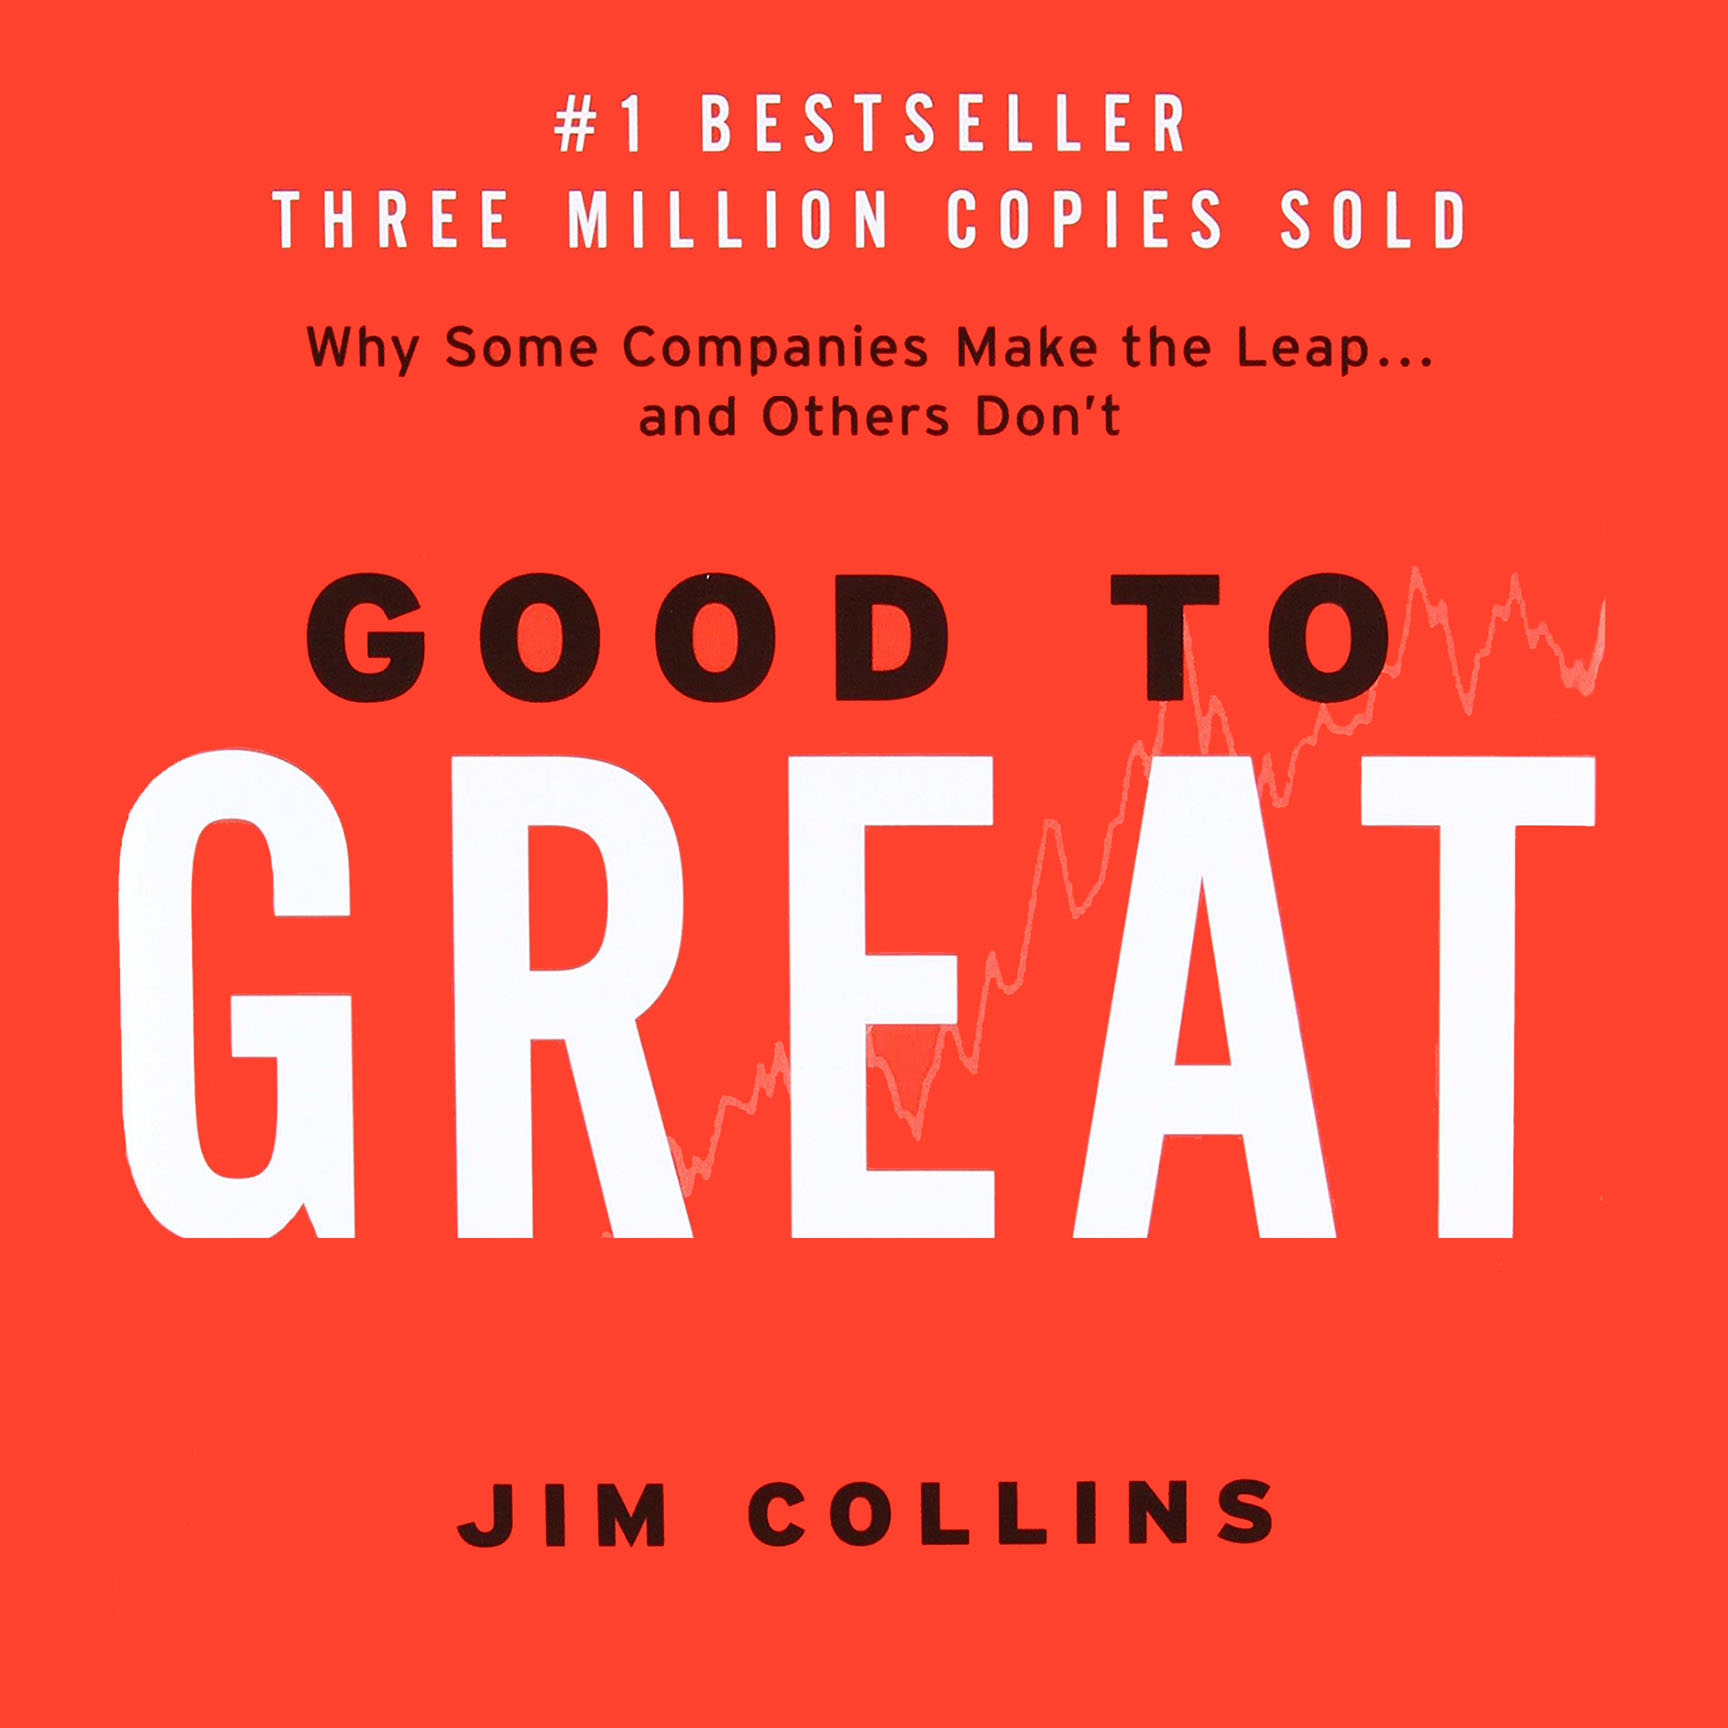 #1 BESTSELLER
THREE MILLION COPIES SOLD
Why Some Companies Make the Leap...
and Others Don't
GOOD TO
GREAT
JIM COLLINS